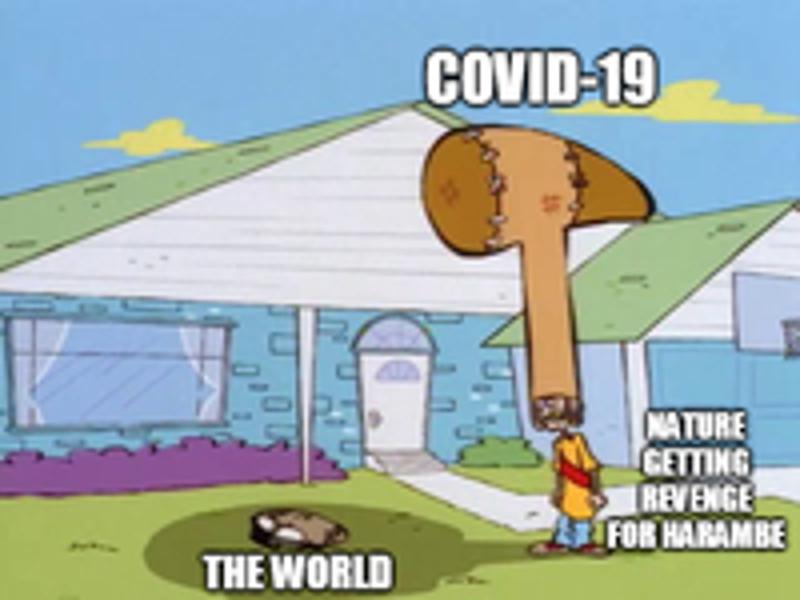 COVID-19
NATURE
GETTING
REVENGE
FOR HARAMBE
THE WORLD